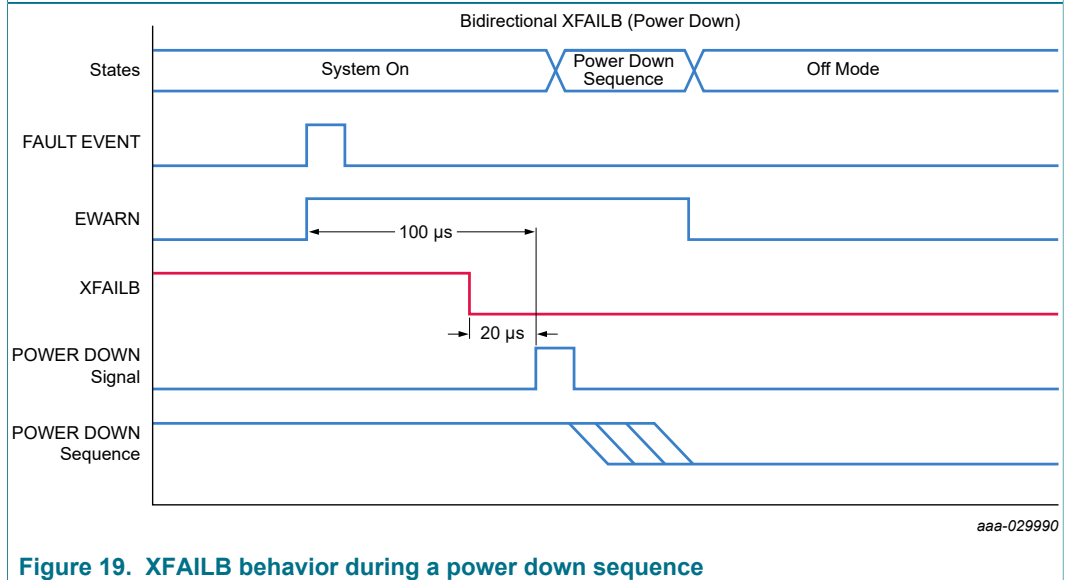 Bidirectional XFAILB (Power Down)
States
System On
Power Down
Sequence
Off Mode
FAULT EVENT
EWARN
100 µs
XFAILB
20 µs
POWER DOWN
Signal
POWER DOWN
Sequence
aaa-029990
Figure 19. XFAILB behavior during a power down sequence